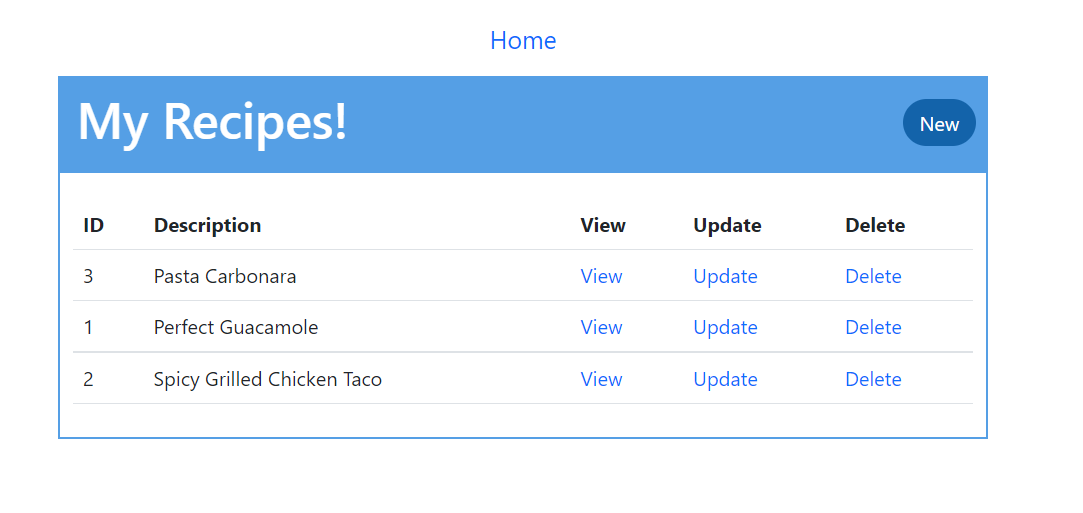 Home
My Recipes!
New
ID Description View Update Delete
3 Pasta Carbonara View Update Delete
1 Perfect Guacamole View Update Delete
2 Spicy Grilled Chicken Taco View Update Delete